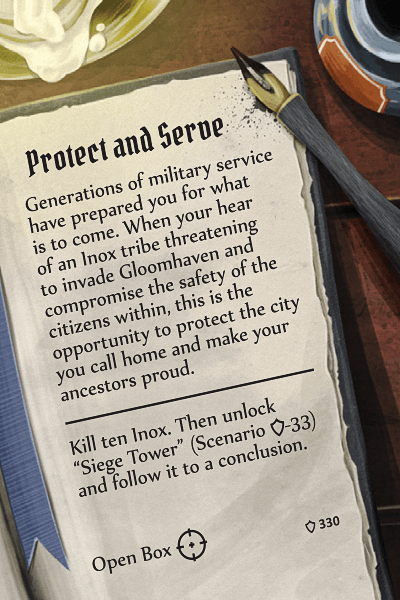 Protect and Serve
Generations of military service
have prepared you for what
is to come. When your hear
of an Inox tribe threatening
to invade Gloomhaven and
compromise the safety of the
citizens within, this is the
opportunity to protect the city
you call home and make your
ancestors proud.
Kill ten Inox. Then unlock
“Siege Tower” (Scenario -33)
and follow it to a conclusion.
Open Box
330